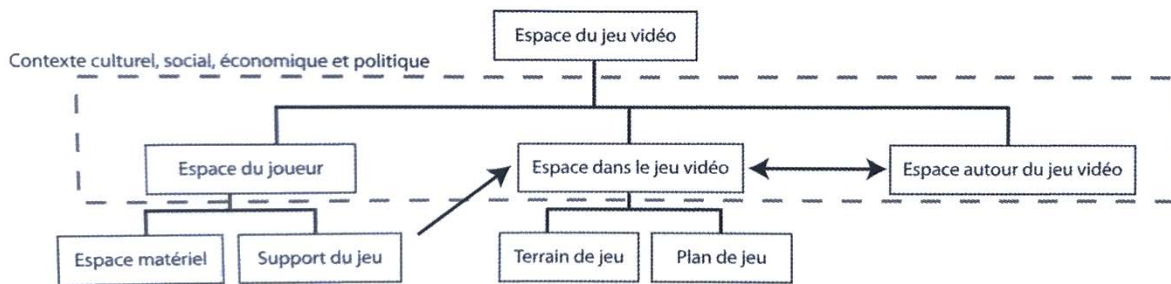 Espace du jeu vidéo
Contexte culturel, social, économique et politique
Espace du joueur
Espace dans le jeu vidéo
Espace autour du jeu vidéo
Espace matériel
Support du jeu
Terrain de jeu
Plan de jeu